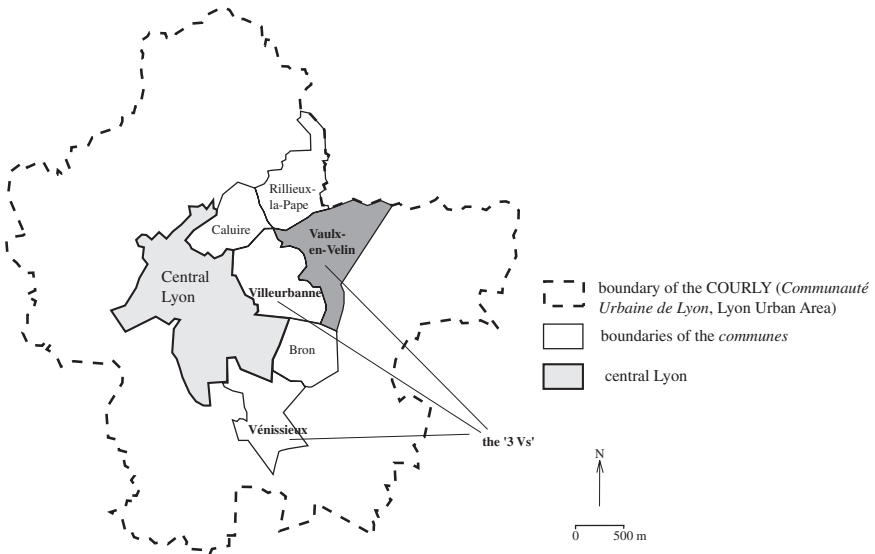 Rillieux-
la-Pape
Caluire
Vaulx-
en-Velin
Central
Lyon
Villeurbanne
Bron
Vénissieux
the '3 Vs'
boundary of the COURLY (Communauté
Urbaine de Lyon, Lyon Urban Area)
boundaries of the communes
central Lyon
N
0 500 m